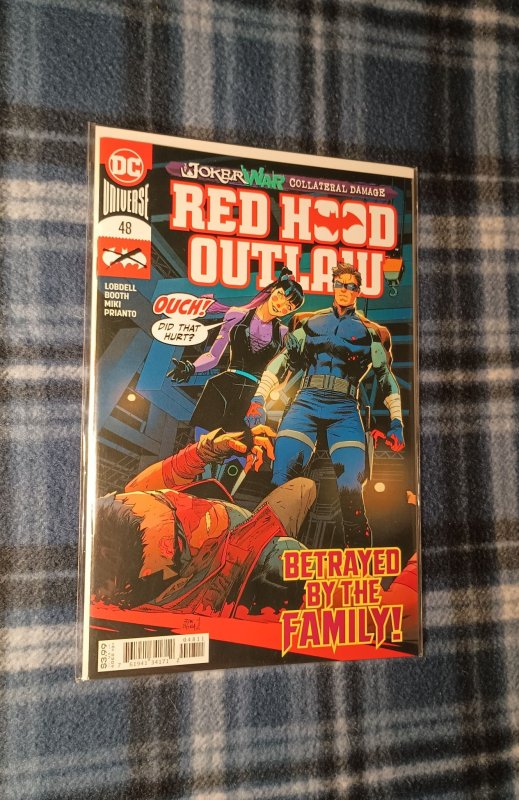 DC
UNIVERSE
48
JOKER WAR COLLATERAL DAMAGE
RED HOOD
OUTLAW
LOBDELL
BOOTH
MIKI
PRIANTO
OUCH!
DID THAT
HURT?
BETRAYED
BY THE
FAMILY!
04811
$3.99